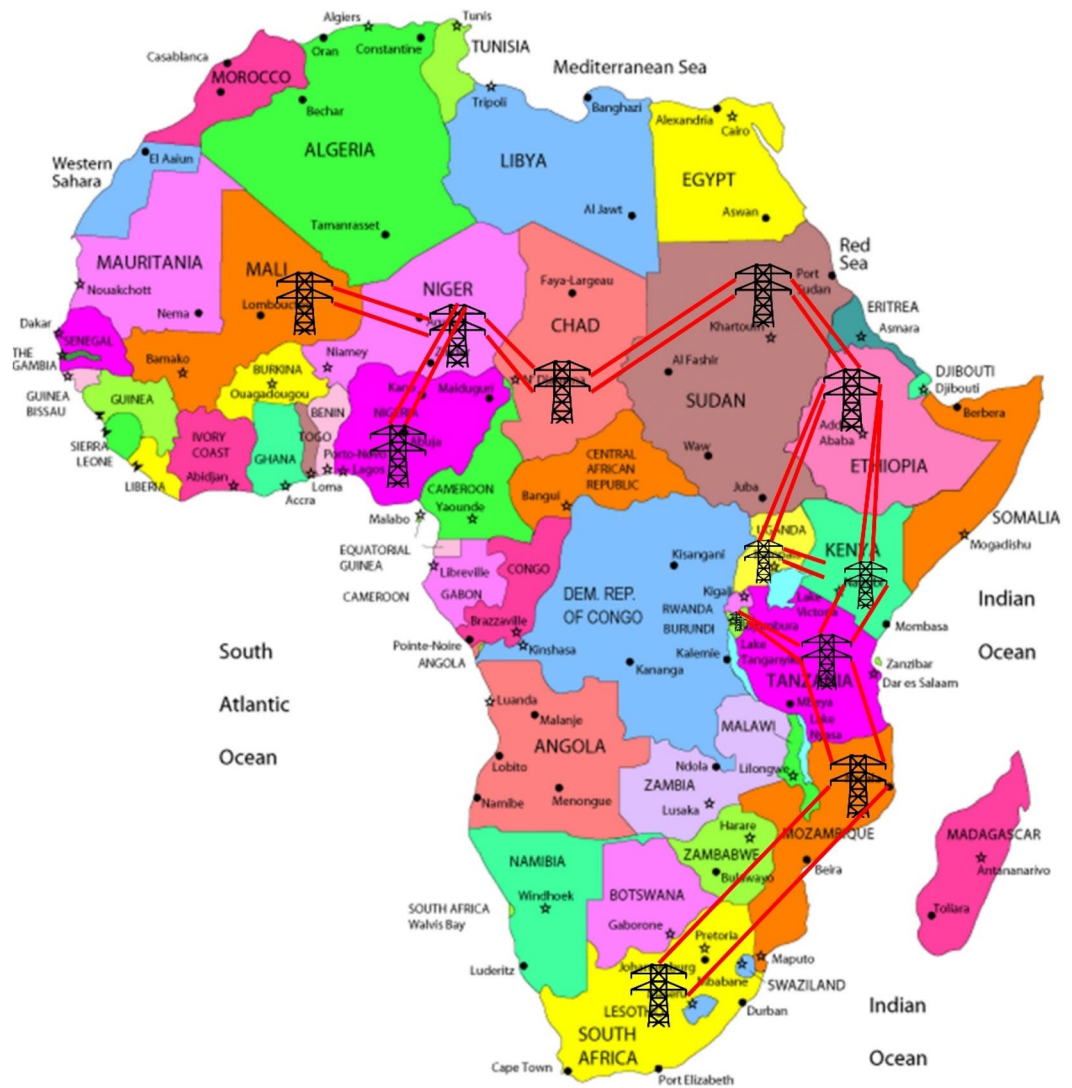 Algiers
Tunis
Oran
Constantine
TUNISIA
Casablanca
MOROCCO
Mediterranean Sea
Bechar
Tripoli
Banghazi
Alexandria
Cairo
Western
Sahara
El Aaiun
ALGERIA
LIBYA
EGYPT
Tamanrasset
Al Jawt
Aswan
MAURITANIA
MALI
NIGER
Faya-Largeau
Port
Sudan
Red
Sea
Nouakchott
Nema
CHAD
Khartoum
ERITREA
Asmara
Dakar
SENEGAL
THE
GAMBIA
Bamako
Niamey
BURKINA
Ouagadougou
Kano
Maiduguri
Al Fashir
DJIBOUTI
Djibouti
Berbera
GUINEA
BISSAU
GUINEA
BENIN
NIGERIA
SUDAN
Addis
Ababa
ETHIOPIA
SIERRA
LEONE
LIBERIA
IVORY
COAST
Abidjan
GHANA
TOGO
Accra
Loma
Porto-Novo
Lagos
Abuja
CENTRAL
AFRICAN
REPUBLIC
Waw
Juba
CAMEROON
Yaounde
Bangui
Malabo
SOMALIA
Mogadishu
EQUATORIAL
GUINEA
Libreville
CONGO
Kisangani
UGANDA
KENYA
CAMEROON
GABON
DEM. REP.
OF CONGO
Kigali
RWANDA
BURUNDI
Lake
Victoria
Indian
Ocean
Brazzaville
Pointe-Noire
ANGOLA
Kinshasa
Kananga
Kalemie
Lake
Tanganyika
Mombasa
Zanzibar
Dar es Salaam
TANZANIA
South
Atlantic
Ocean
Luanda
Malanje
ANGOLA
Lobito
Menongue
Namibe
Mbeya
Lake
Nyasa
MALAWI
Ndola
Lilongwe
ZAMBIA
Lusaka
Harare
ZAMBABWE
Bulawayo
MOZAMBIQUE
Beira
MADAGASCAR
Antananarivo
Toliara
NAMIBIA
Windhoek
BOTSWANA
Gaborone
SOUTH AFRICA
Walvis Bay
Luderitz
Pretoria
Johannesburg
Maputo
Mbabane
SWAZILAND
LESOTHO
Durban
SOUTH
AFRICA
Cape Town
Port Elizabeth
Indian
Ocean